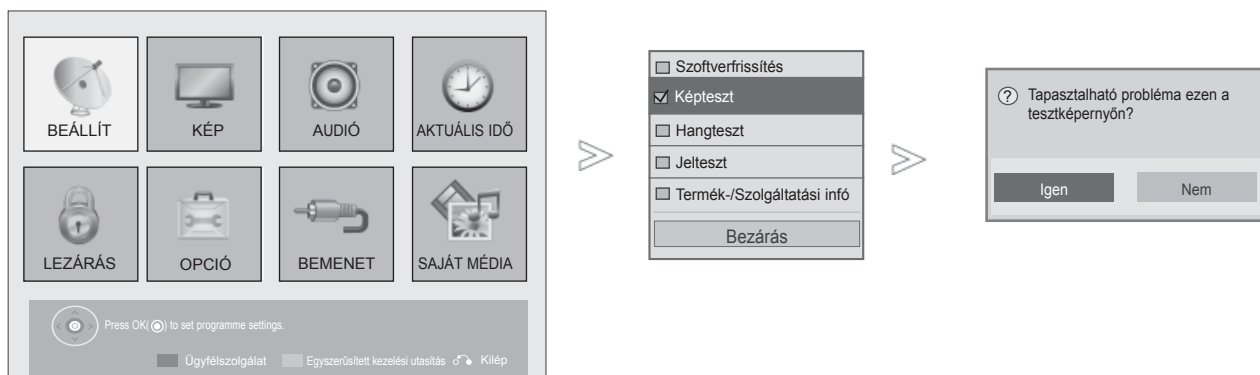 BEÁLLÍT
KÉP
AUDIÓ
AKTUÁLIS IDŐ
LEZÁRÁS
OPCIÓ
BEMENET
SAJÁT MÉDIA
Press OK(◉) to set programme settings.
Ügyfélszolgálat Egyszerűsített kezelési utasítás Kilép
Szoftverfrissítés
Képteszt
Hangteszt
Jelteszt
Termék-/Szolgáltatási infó
Bezárás
? Tapasztalható probléma ezen a
tesztképernyőn?
Igen
Nem